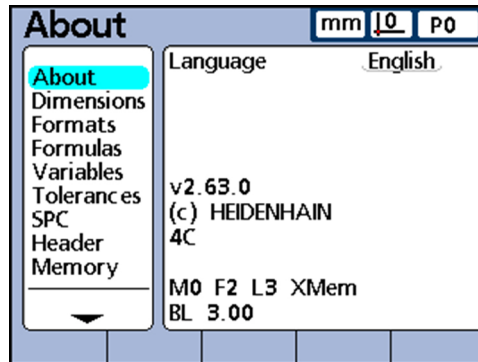 About
mm 0 P0
About
Dimensions
Formats
Formulas
Variables
Tolerances
SPC
Header
Memory
Language English
v2.63.0
(c) HEIDENHAIN
4C
M0 F2 L3 XMem
BL 3.00